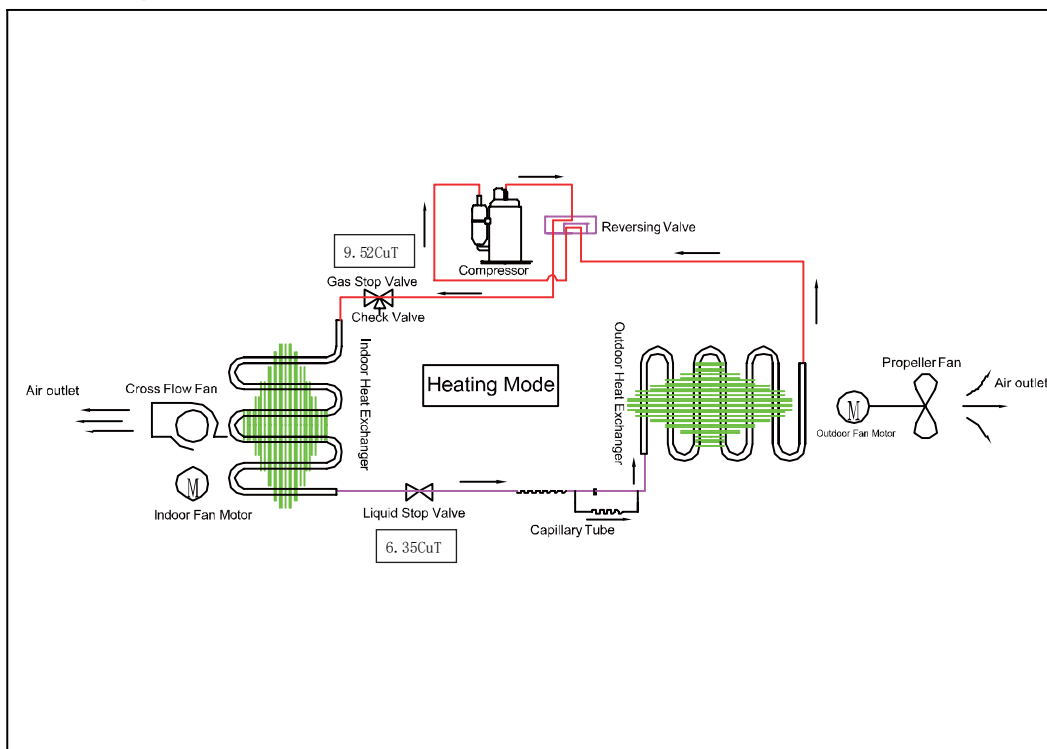 Reversing Valve
9.52CuT
Compressor
Gas Stop Valve
Check Valve
Indoor Heat Exchanger
Outdoor Heat Exchanger
Heating Mode
Propeller Fan
Air outlet
Cross Flow Fan
Air outlet
M
Outdoor Fan Motor
M
Indoor Fan Motor
Liquid Stop Valve
Capillary Tube
6.35CuT